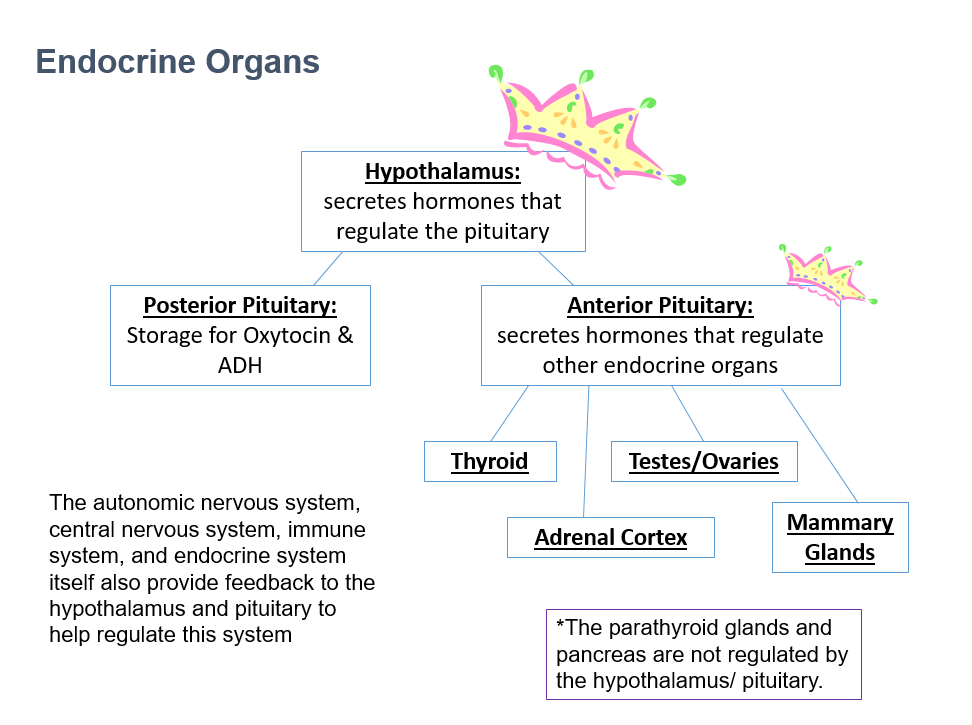 Endocrine Organs
Hypothalamus:
secretes hormones that
regulate the pituitary
Posterior Pituitary:
Storage for Oxytocin &
ADH
Anterior Pituitary:
secretes hormones that regulate
other endocrine organs
Thyroid
Testes/Ovaries
Adrenal Cortex
Mammary
Glands
The autonomic nervous system,
central nervous system, immune
system, and endocrine system
itself also provide feedback to the
hypothalamus and pituitary to
help regulate this system
*The parathyroid glands and
pancreas are not regulated by
the hypothalamus/ pituitary.